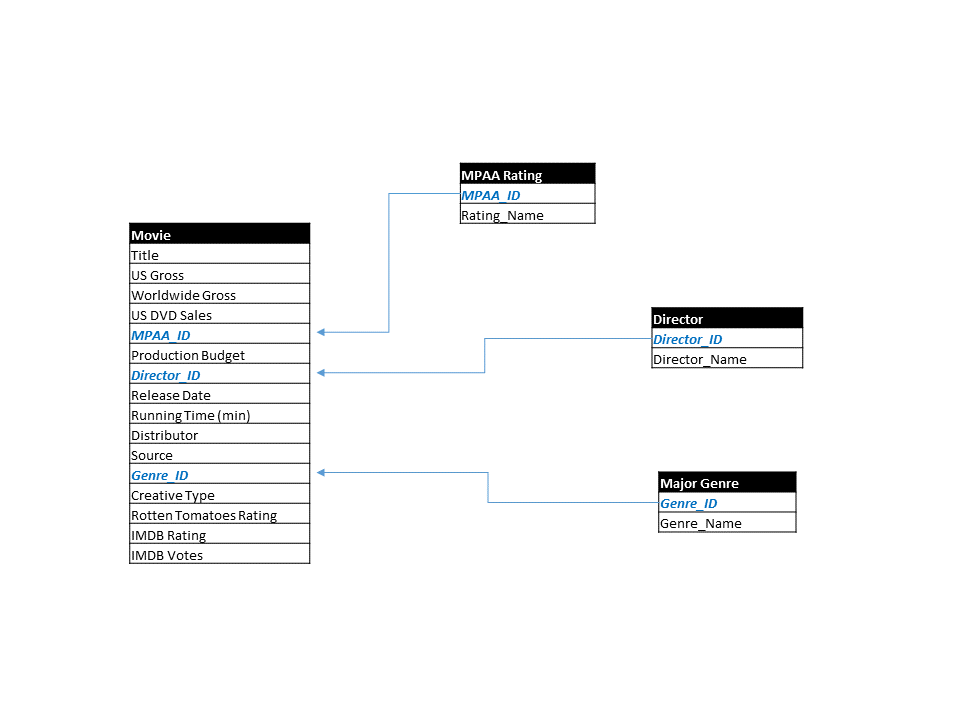 MPAA Rating
MPAA_ID
Rating_Name
Movie
Title
US Gross
Worldwide Gross
US DVD Sales
MPAA_ID
Production Budget
Director_ID
Release Date
Running Time (min)
Distributor
Source
Genre_ID
Creative Type
Rotten Tomatoes Rating
IMDB Rating
IMDB Votes
Director
Director_ID
Director_Name
Major Genre
Genre_ID
Genre_Name